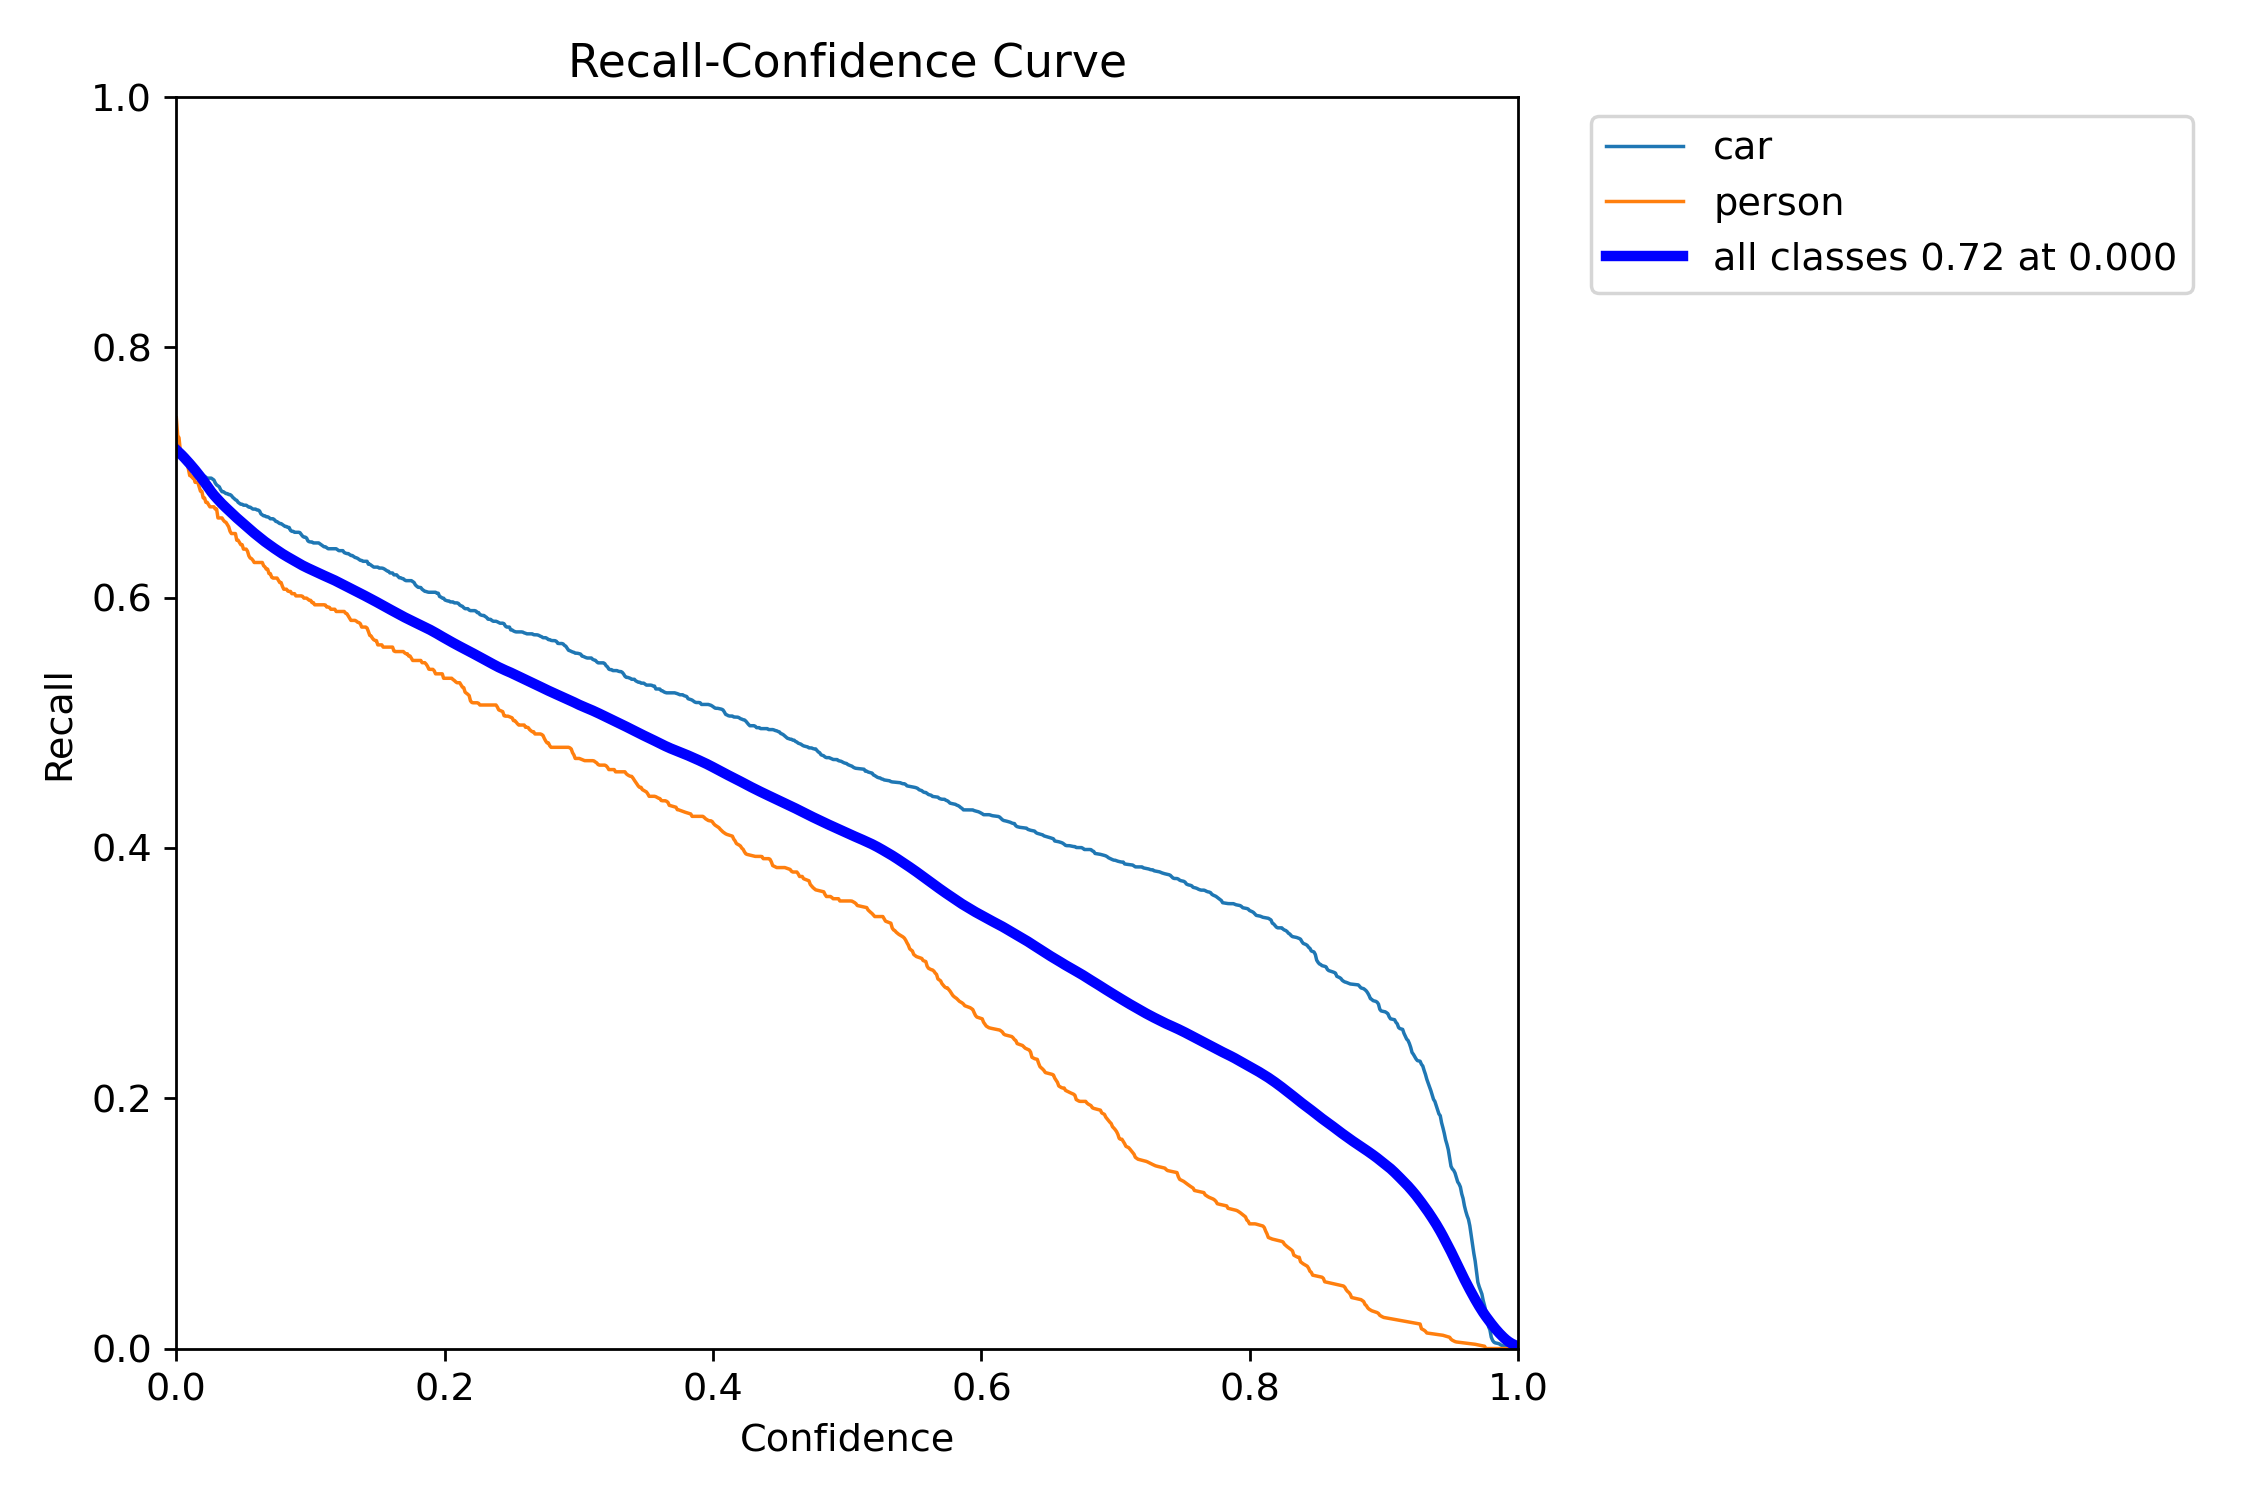 Recall-Confidence Curve
1.0
0.8
0.6
0.4
0.2
0.0
Recall
0.0 0.2 0.4 0.6 0.8 1.0
Confidence
car
person
all classes 0.72 at 0.000